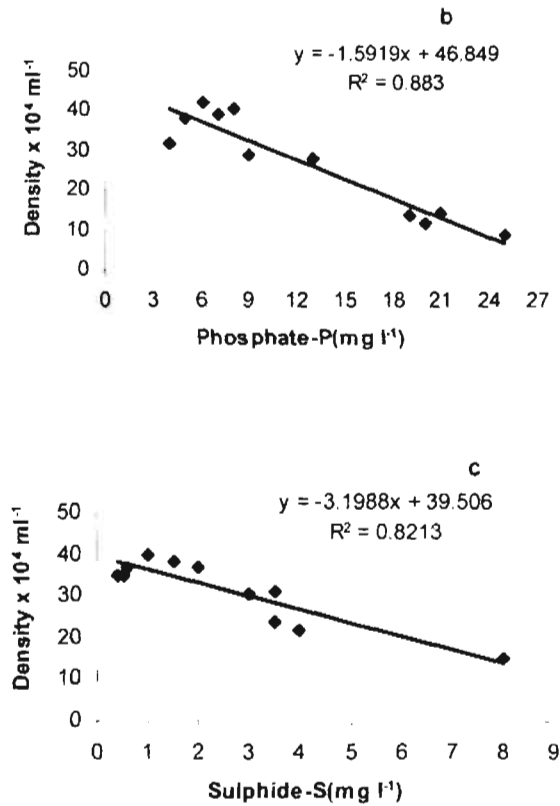 b
y = -1.5919x + 46.849
R² = 0.883
50
40
30
20
10
0
Density x 10⁴ ml⁻¹
0 3 6 9 12 15 18 21 24 27
Phosphate-P(mg l⁻¹)
c
y = -3.1988x + 39.506
R² = 0.8213
50
40
30
20
10
0
Density x 10⁴ ml⁻¹
0 1 2 3 4 5 6 7 8 9
Sulphide-S(mg l⁻¹)